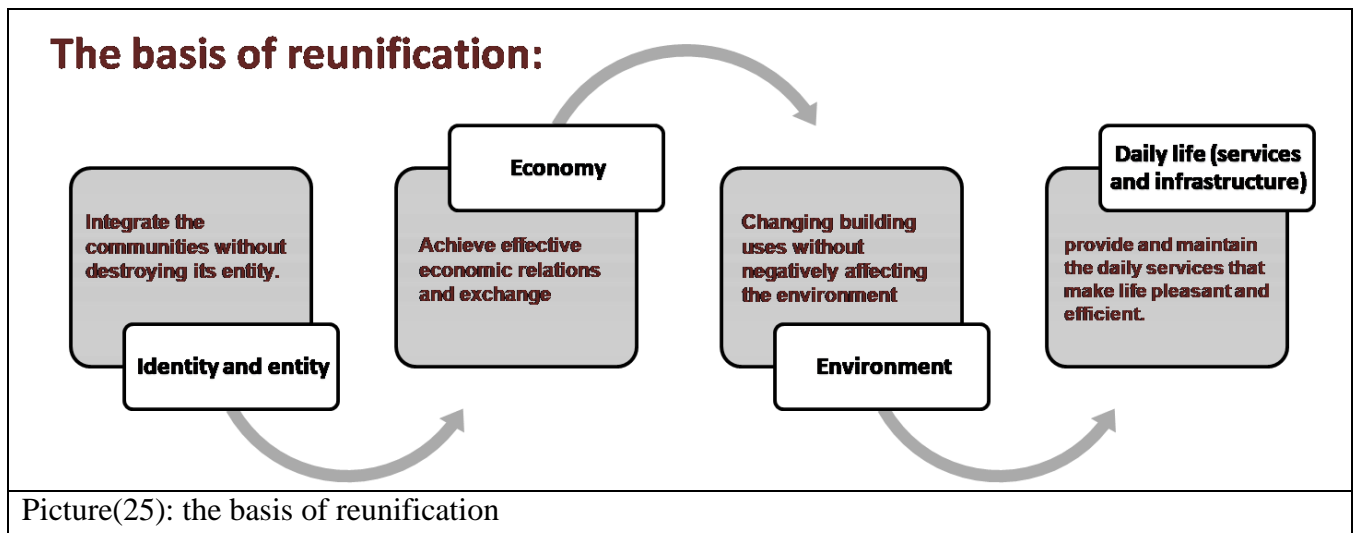 The basis of reunification:
Integrate the
communities without
destroying its entity.
Identity and entity
Economy
Achieve effective
economic relations
and exchange
Changing building
uses without
negatively affecting
the environment
Environment
Daily life (services
and infrastructure)
provide and maintain
the daily services that
make life pleasant and
efficient.
Picture(25): the basis of reunification